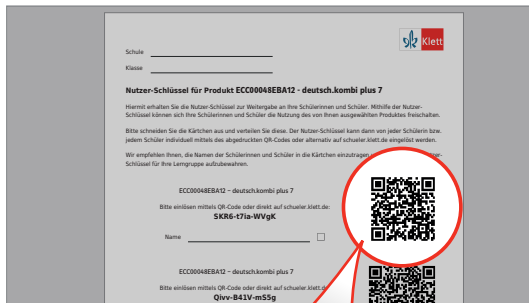 Klett
Schule
Klasse
Nutzer-Schlüssel für Produkt ECC00048EBA12 - deutsch.kombi plus 7
Hiermit erhalten Sie die Nutzer-Schlüssel zur Weitergabe an Ihre Schülerinnen und Schüler. Mithilfe der Nutzer-
Schlüssel können sich Ihre Schülerinnen und Schüler die Nutzung des von Ihnen ausgewählten Produktes freischalten.
Bitte schneiden Sie die Kärtchen aus und verteilen Sie diese. Der Nutzer-Schlüssel kann dann von jeder Schülerin bzw.
jedem Schüler individuell mittels des abgedruckten QR-Codes oder alternativ auf schueler.klett.de eingelöst werden.
Wir empfehlen Ihnen, die Namen der Schülerinnen und Schüler in die Kärtchen einzutragen
Schlüssel für Ihre Lerngruppe aufzubewahren.
ECC00048EBA12 – deutsch.kombi plus 7
Bitte einlösen mittels QR-Code oder direkt auf schueler.klett.de:
SKR6-t7ia-WVgK
Name
ECC00048EBA12 – deutsch.kombi plus 7
Bitte einlösen mittels QR-Code oder direkt auf schueler.klett.de
Qivv-B41V-mS5g